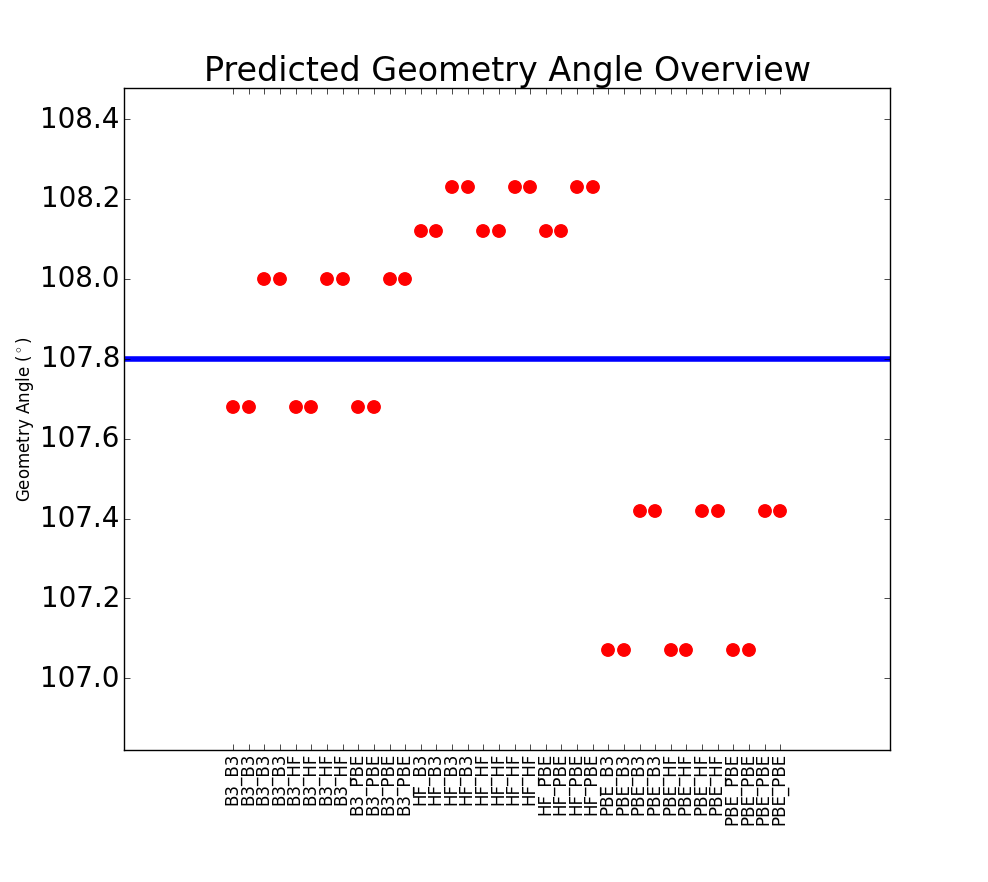 Predicted Geometry Angle Overview
108.4
108.2
108.0
107.8
107.6
107.4
107.2
107.0
Geometry Angle (°)
B3_B3
B3_B3
B3_B3
B3_B3
B3_HF
B3_HF
B3_HF
B3_HF
B3_PBE
B3_PBE
B3_PBE
B3_PBE
HF_B3
HF_B3
HF_B3
HF_B3
HF_HF
HF_HF
HF_HF
HF_HF
HF_PBE
HF_PBE
HF_PBE
HF_PBE
PBE_B3
PBE_B3
PBE_B3
PBE_B3
PBE_HF
PBE_HF
PBE_HF
PBE_HF
PBE_PBE
PBE_PBE
PBE_PBE
PBE_PBE